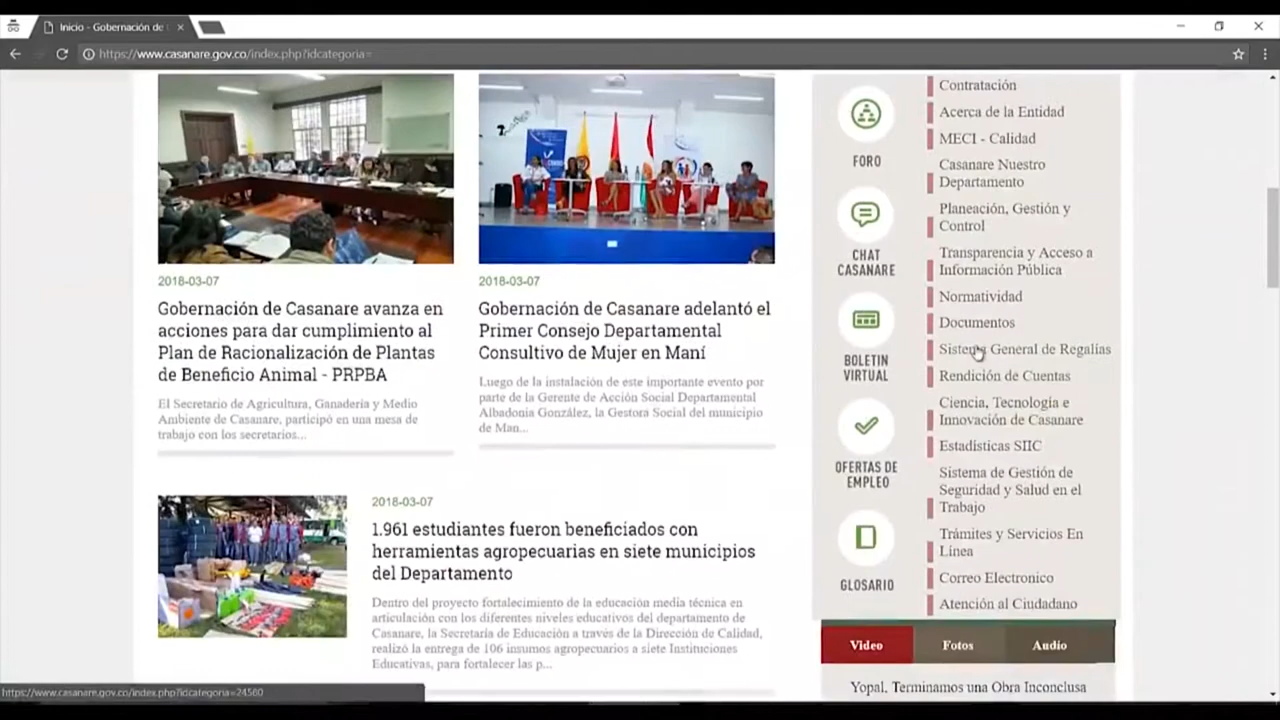 Inicio - Gobernación de
https://www.casanare.gov.co/index.php?idcategoria=
2018-03-07
Gobernación de Casanare avanza en
acciones para dar cumplimiento al
Plan de Racionalización de Plantas
de Beneficio Animal - PRPBA
El Secretario de Agricultura, Ganadería y Medio
Ambiente de Casanare, participó en una mesa de
trabajo con los secretarios...
2018-03-07
Gobernación de Casanare adelantó el
Primer Consejo Departamental
Consultivo de Mujer en Maní
Luego de la instalación de este importante evento por
parte de la Gerente de Acción Social Departamental
Albadonia González, la Gestora Social del municipio
de Man...
2018-03-07
1.961 estudiantes fueron beneficiados con
herramientas agropecuarias en siete municipios
del Departamento
Dentro del proyecto fortalecimiento de la educación media técnica en
articulación con los diferentes niveles educativos del departamento de
Casanare, la Secretaría de Educación a través de la Dirección de Calidad,
realizó la entrega de 106 insumos agropecuarios a siete Instituciones
Educativas, para fortalecer las p...
FORO
CHAT
CASANARE
BOLETIN
VIRTUAL
OFERTAS DE
EMPLEO
GLOSARIO
Contratación
Acerca de la Entidad
MECI - Calidad
Casanare Nuestro
Departamento
Planeación, Gestión y
Control
Transparencia y Acceso a
Información Pública
Normatividad
Documentos
Sistema General de Regalías
Rendición de Cuentas
Ciencia, Tecnología e
Innovación de Casanare
Estadísticas SIIC
Sistema de Gestión de
Seguridad y Salud en el
Trabajo
Trámites y Servicios En
Línea
Correo Electronico
Atención al Ciudadano
Video Fotos Audio
Yopal, Terminamos una Obra Inconclusa
https://www.casanare.gov.co/index.php?idcategoria=24560